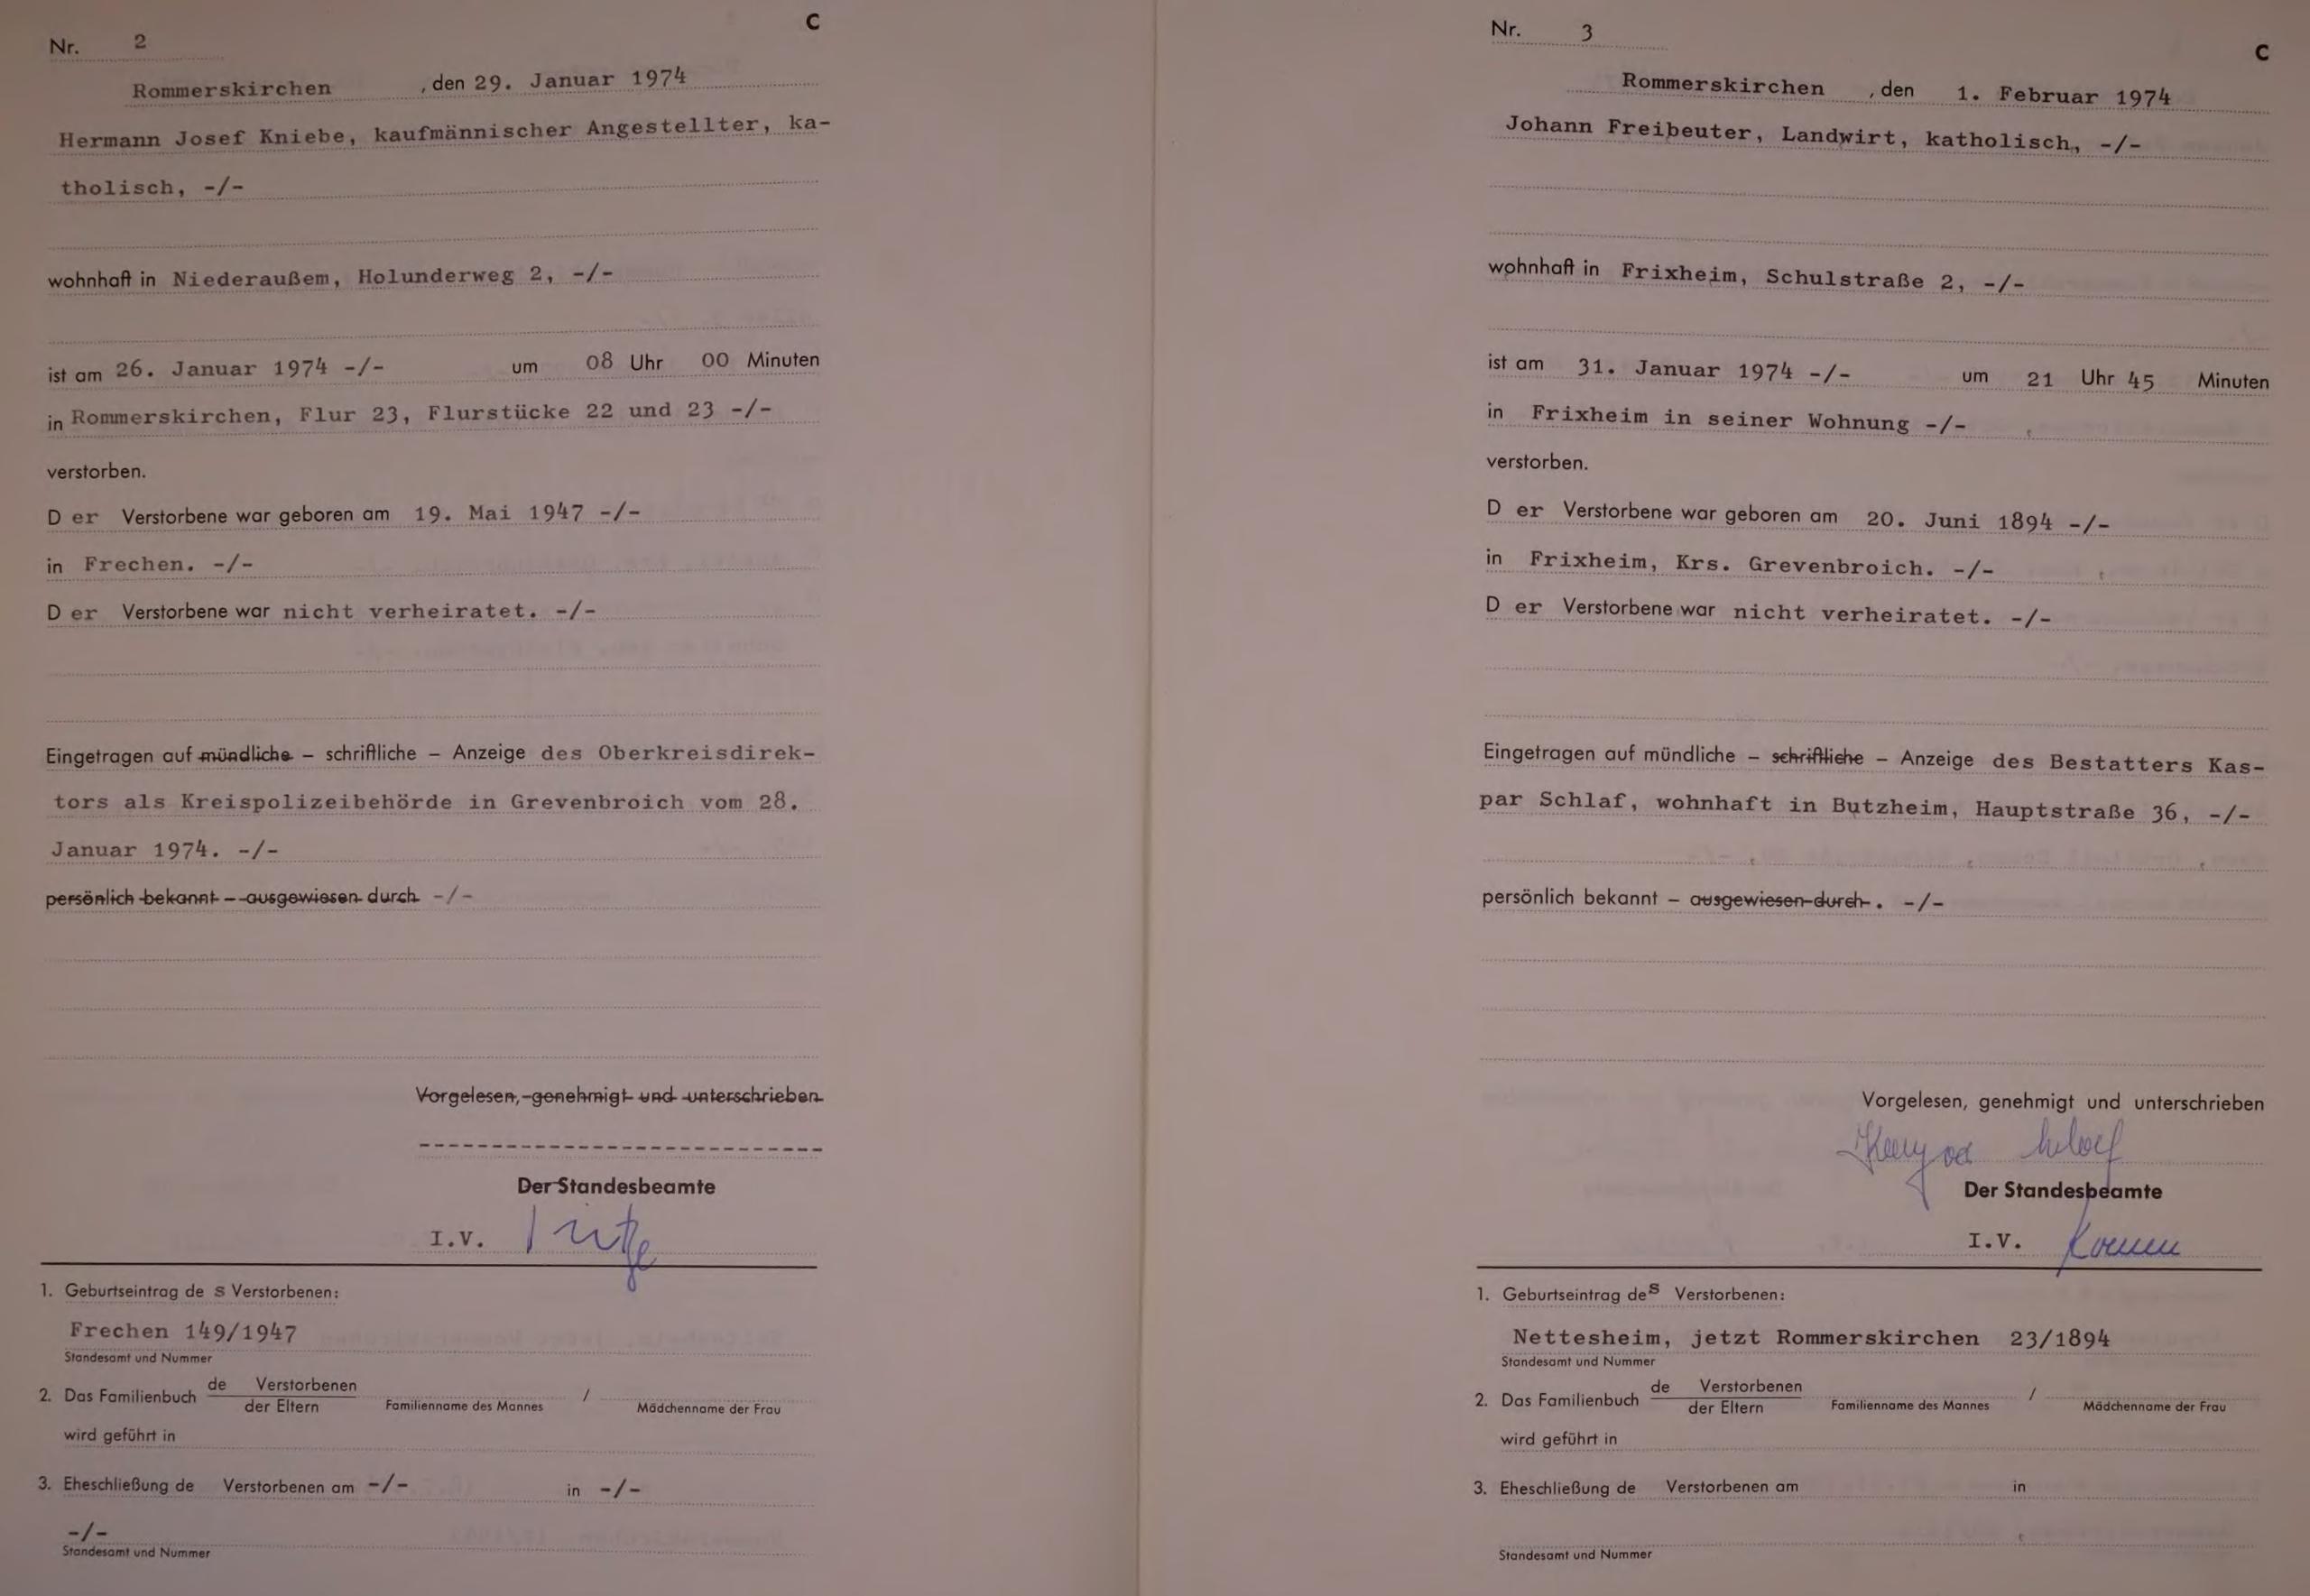 C
Nr. 2
Rommerskirchen , den 29. Januar 1974
Hermann Josef Kniebe, kaufmännischer Angestellter, ka-
tholisch, -/-
wohnhaft in Niederaußem, Holunderweg 2, -/-
ist am 26. Januar 1974 -/- um 08 Uhr 00 Minuten
in Rommerskirchen, Flur 23, Flurstücke 22 und 23 -/-
verstorben.
D er Verstorbene war geboren am 19. Mai 1947 -/-
in Frechen. -/-
D er Verstorbene war nicht verheiratet. -/-
Eingetragen auf mündliche – schriftliche – Anzeige des Oberkreisdirek-
tors als Kreispolizeibehörde in Grevenbroich vom 28.
Januar 1974. -/-
persönlich bekannt – ausgewiesen durch -/-
Vorgelesen, genehmigt und unterschrieben
Der Standesbeamte
I.V.
1. Geburtseintrag de s Verstorbenen:
Frechen 149/1947
Standesamt und Nummer
2. Das Familienbuch de Verstorbenen
der Eltern Familienname des Mannes / Mädchenname der Frau
wird geführt in
3. Eheschließung de Verstorbenen am -/- in -/-
-/-
Standesamt und Nummer
Nr. 3
C
Rommerskirchen , den 1. Februar 1974
Johann Freibeuter, Landwirt, katholisch, -/-
wohnhaft in Frixheim, Schulstraße 2, -/-
ist am 31. Januar 1974 -/- um 21 Uhr 45 Minuten
in Frixheim in seiner Wohnung -/-
verstorben.
D er Verstorbene war geboren am 20. Juni 1894 -/-
in Frixheim, Krs. Grevenbroich. -/-
D er Verstorbene war nicht verheiratet. -/-
Eingetragen auf mündliche – schriftliche – Anzeige des Bestatters Kas-
par Schlaf, wohnhaft in Butzheim, Hauptstraße 36, -/-
persönlich bekannt – ausgewiesen durch . -/-
Vorgelesen, genehmigt und unterschrieben
Der Standesbeamte
I.V.
1. Geburtseintrag des Verstorbenen:
Nettesheim, jetzt Rommerskirchen 23/1894
Standesamt und Nummer
2. Das Familienbuch de Verstorbenen
der Eltern Familienname des Mannes / Mädchenname der Frau
wird geführt in
3. Eheschließung de Verstorbenen am in
Standesamt und Nummer